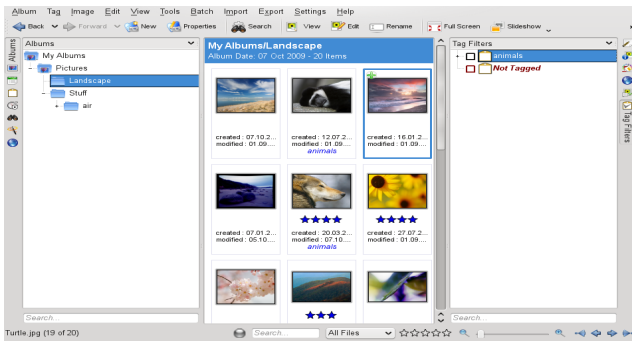 Album Tag Image Edit View Tools Batch Import Export Settings Help
Back Forward New Properties Search View Edit Rename Full Screen Slideshow
Albums
Albums
My Albums
Pictures
Landscape
Stuff
air
Search...
My Albums/Landscape
Album Date: 07 Oct 2009 - 20 Items
created : 07.10.2...
modified : 01.09....
created : 12.07.2...
modified : 01.09....
animals
created : 16.01.2...
modified : 01.09....
created : 07.01.2...
modified : 05.10....
created : 20.03.2...
modified : 07.10....
animals
created : 27.07.2...
modified : 01.09....
Tag Filters
animals
Not Tagged
Search...
Tag Filters
Turtle.jpg (19 of 20) Search... All Files